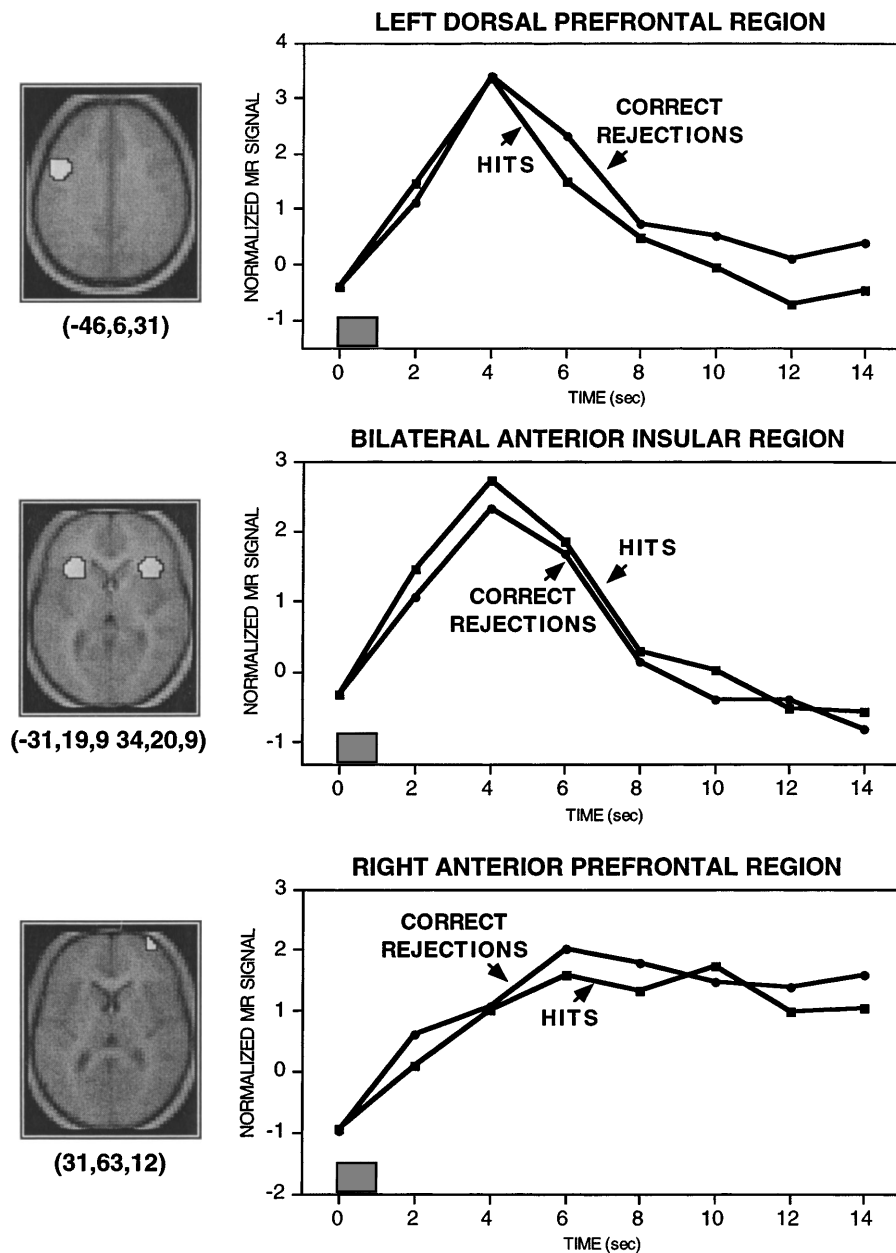 LEFT DORSAL PREFRONTAL REGION
4
3
2
1
0
-1
NORMALIZED MR SIGNAL
CORRECT
REJECTIONS
HITS
0 2 4 6 8 10 12 14
TIME (sec)
(-46,6,31)
BILATERAL ANTERIOR INSULAR REGION
3
2
1
0
-1
NORMALIZED MR SIGNAL
HITS
CORRECT
REJECTIONS
0 2 4 6 8 10 12 14
TIME (sec)
(-31,19,9 34,20,9)
RIGHT ANTERIOR PREFRONTAL REGION
3
2
1
0
-1
-2
NORMALIZED MR SIGNAL
CORRECT
REJECTIONS
HITS
0 2 4 6 8 10 12 14
TIME (sec)
(31,63,12)